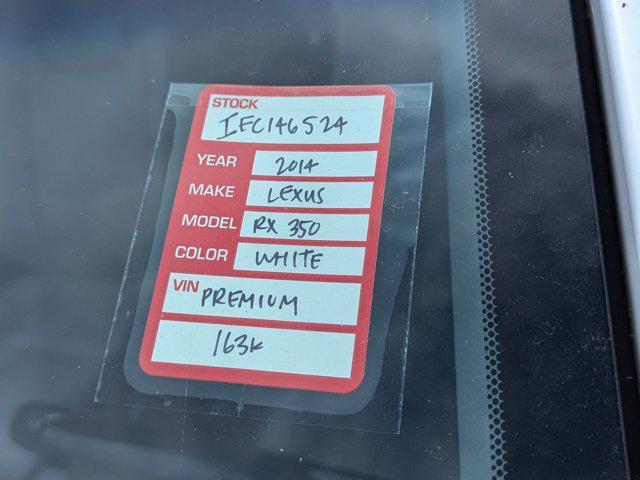 STOCK
IEC146524
YEAR 2014
MAKE LEXUS
MODEL RX 350
COLOR WHITE
VIN PREMIUM
163K